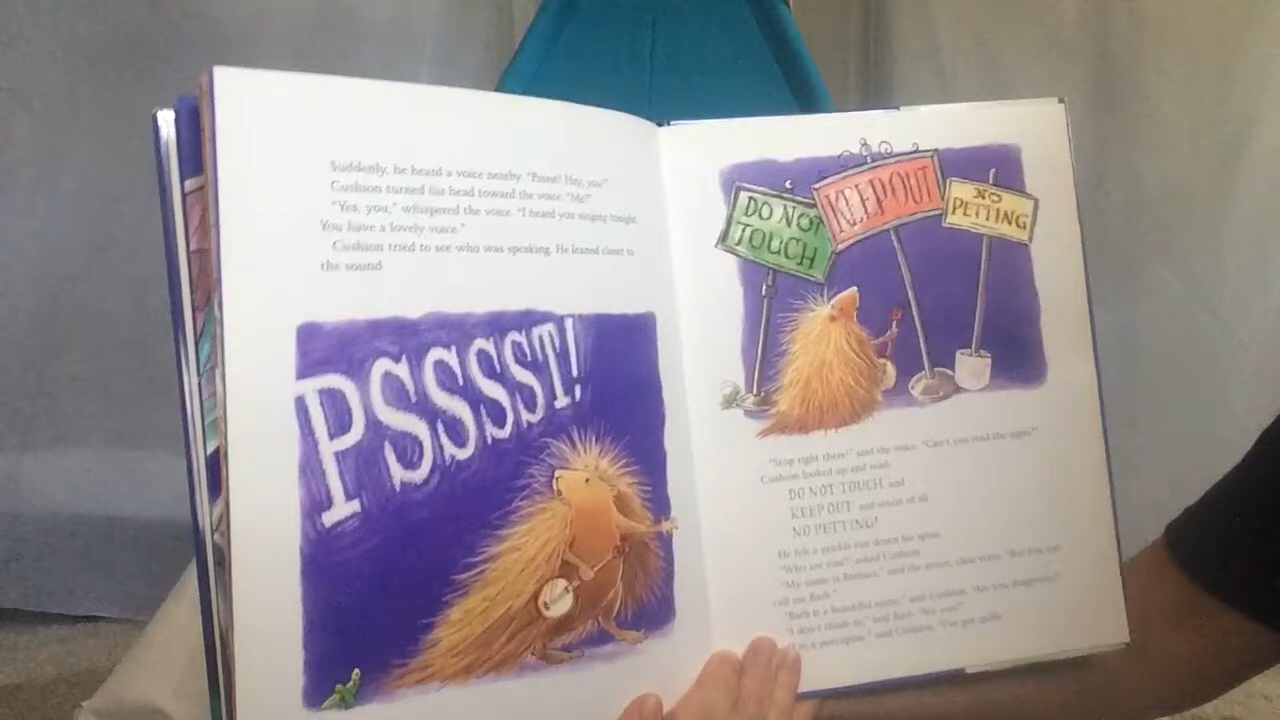 Suddenly, he heard a voice nearby. "Psssst! Hey, you!"
Cushion turned his head toward the voice. "Me?"
"Yes, you," whispered the voice. "I heard you singing tonight.
You have a lovely voice."
Cushion tried to see who was speaking. He leaned closer to
the sound.
PSSSST!
DO NOT
TOUCH
KEEP OUT
NO
PETTING
"Stop right there!" said the voice. "Can't you read the signs?"
Cushion looked up and read:
DO NOT TOUCH and
KEEP OUT and worst of all
NO PETTING!
He felt a prickle run down his spine.
"Who are you?" asked Cushion.
"My name is Barbara," said the voice. "But you can
call me Barb."
"Barb is a beautiful name," said Cushion. "Are you dangerous?"
"I don't think so," said Barb. "Are you?"
"I'm a porcupine," said Cushion. "I've got quills.